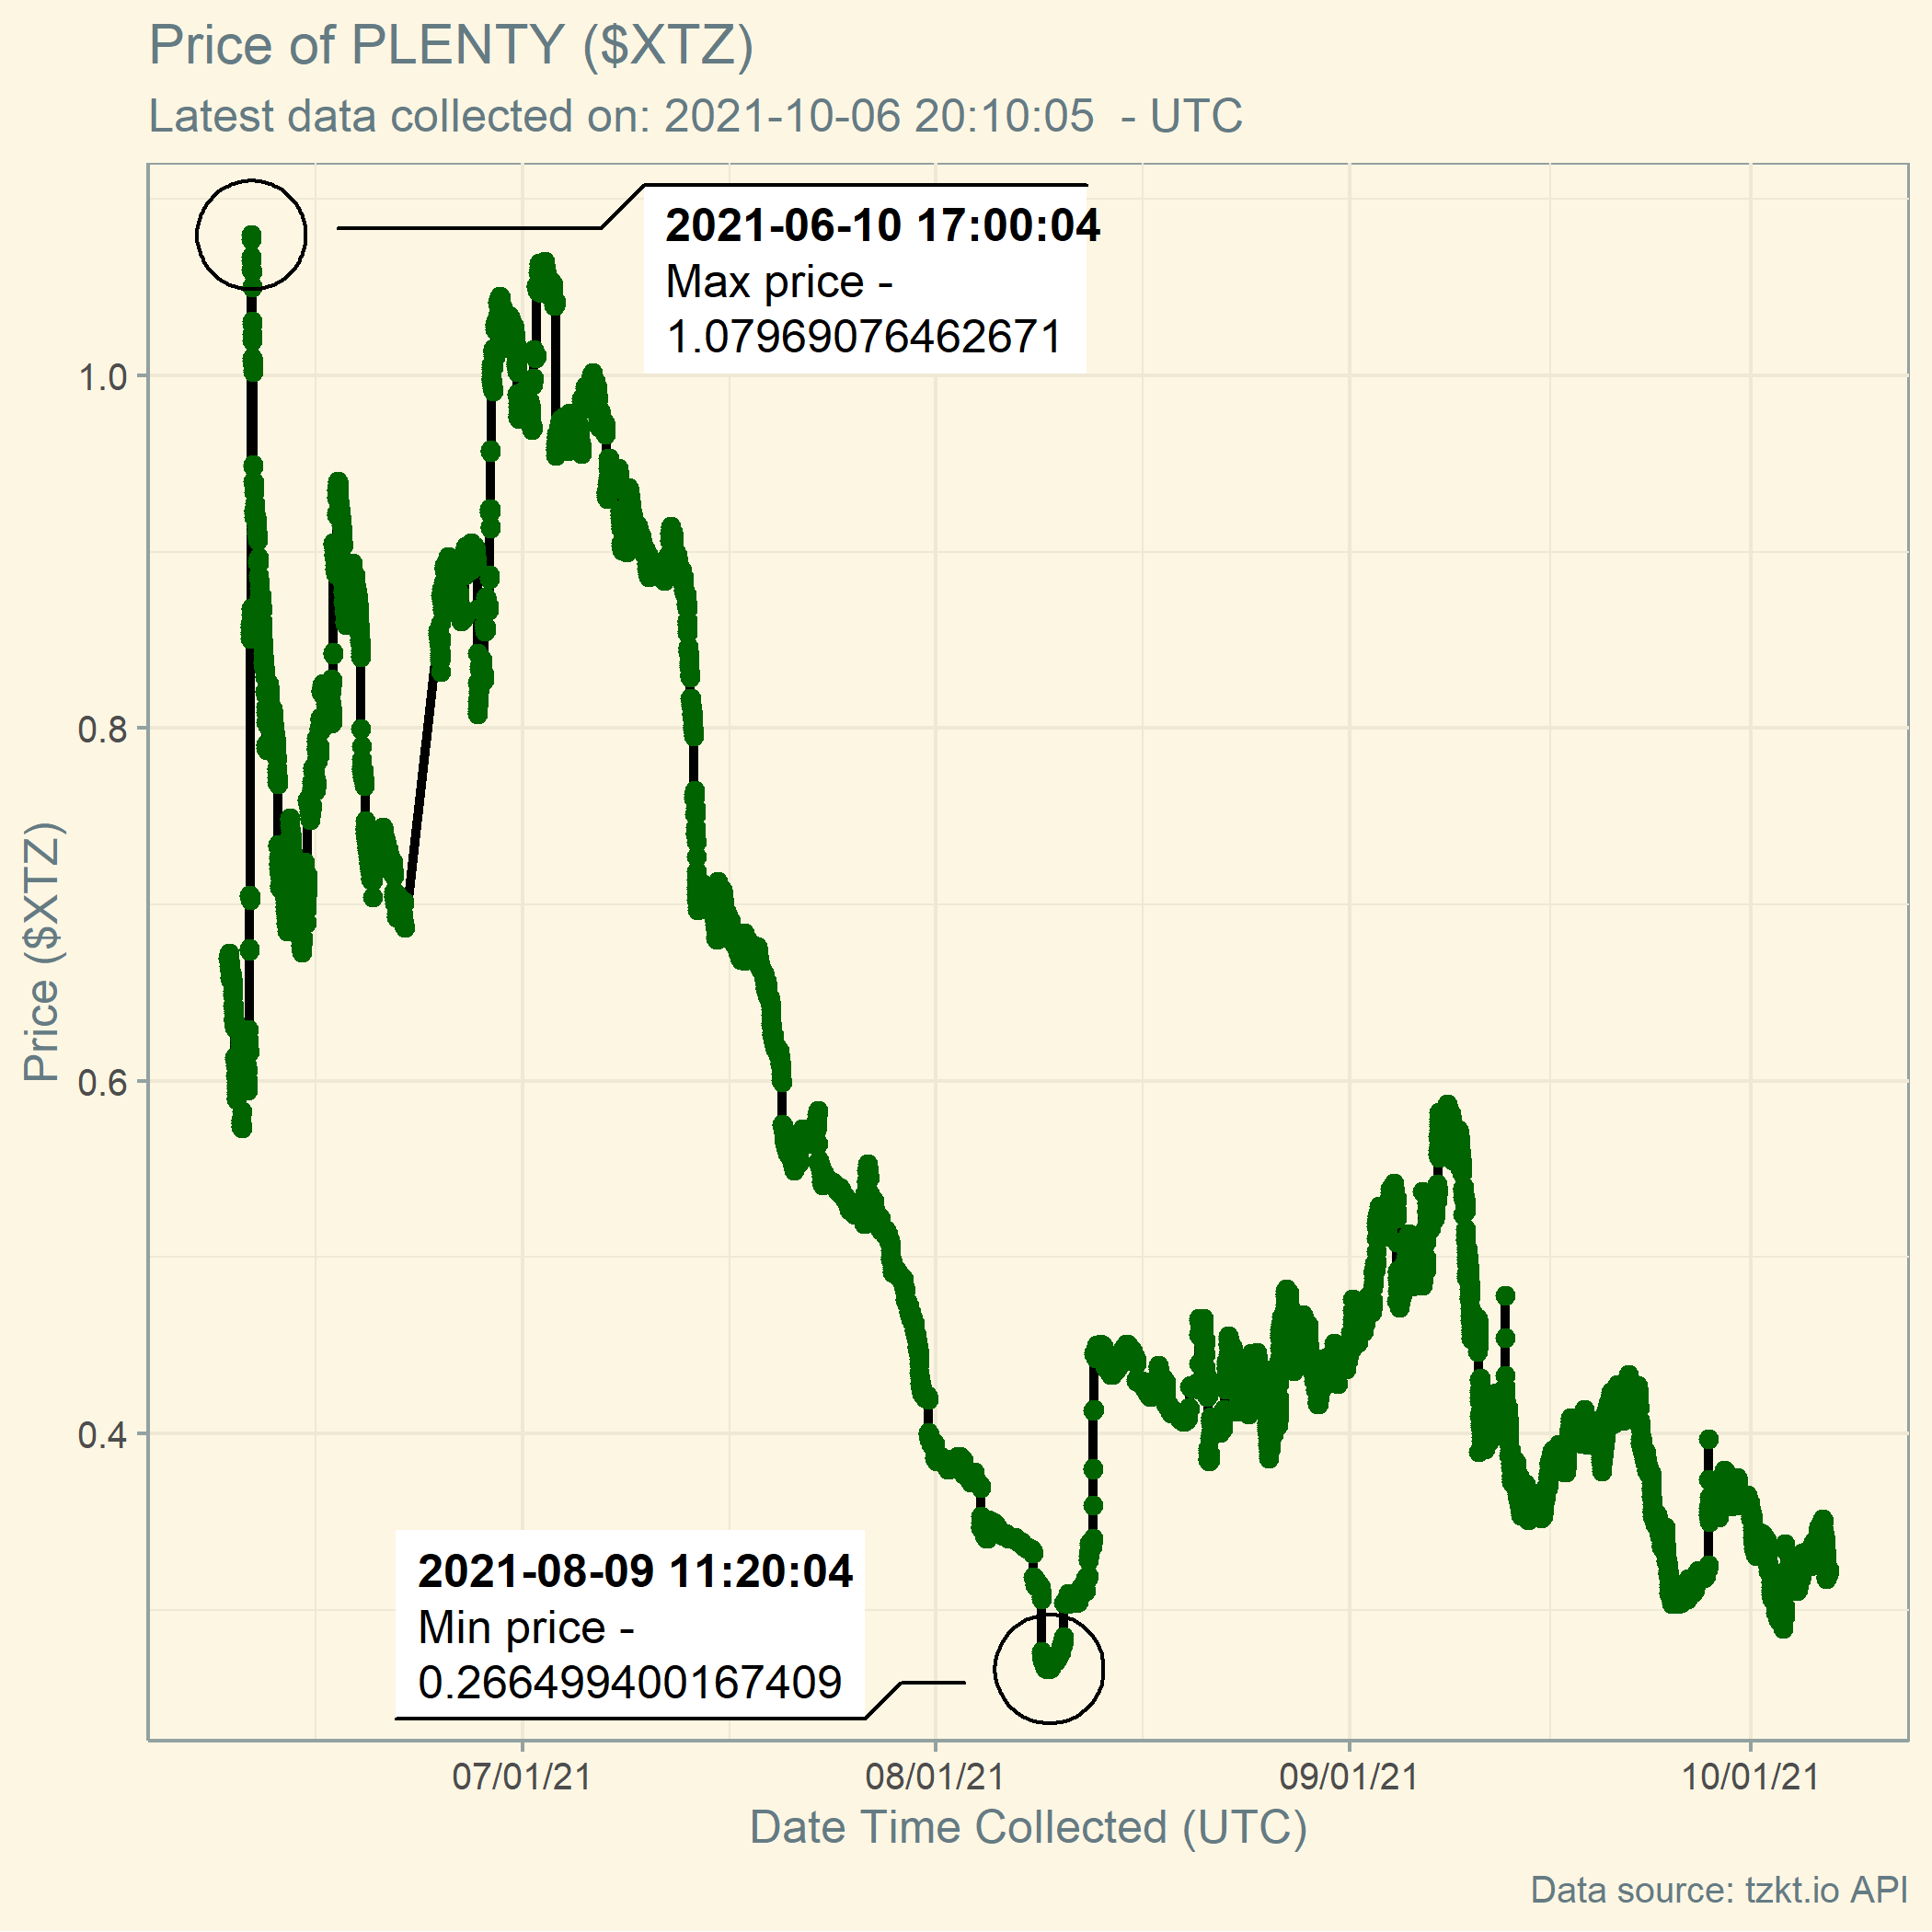 Price of PLENTY ($XTZ)
Latest data collected on: 2021-10-06 20:10:05  - UTC
2021-06-10 17:00:04
Max price -
1.07969076462671
1.0
0.8
0.6
0.4
Price ($XTZ)
2021-08-09 11:20:04
Min price -
0.266499400167409
07/01/21
08/01/21
09/01/21
10/01/21
Date Time Collected (UTC)
Data source: tzkt.io API